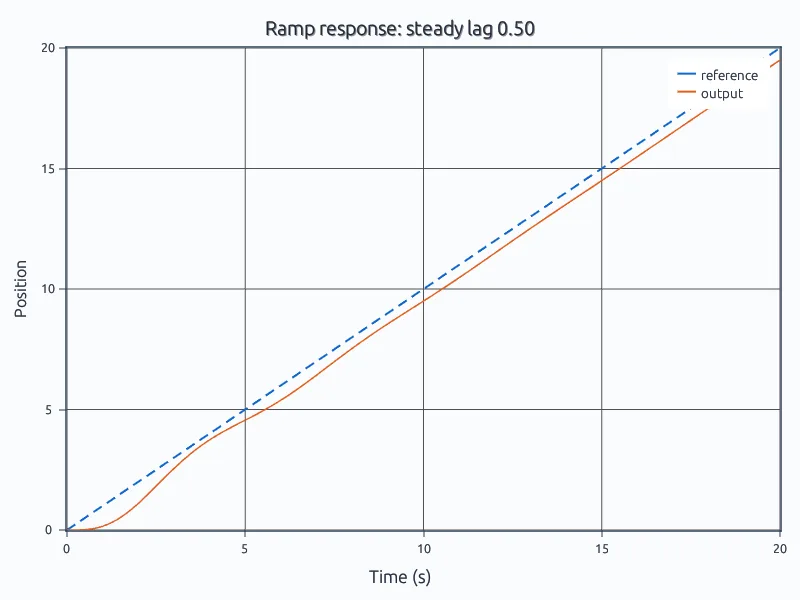 Ramp response: steady lag 0.50
20
reference
output
15
10
5
0
Position
0 5 10 15 20
Time (s)